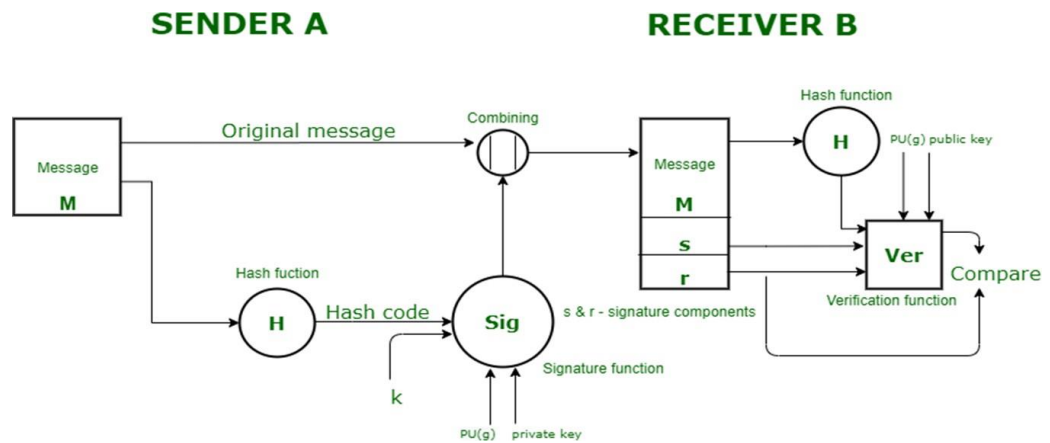 SENDER A
RECEIVER B
Hash function
Combining
Original message
H
PU(g) public key
Message
M
Message
M
s
r
Ver
Compare
Verification function
Hash fuction
H
Hash code
Sig
s & r - signature components
Signature function
k
PU(g) private key